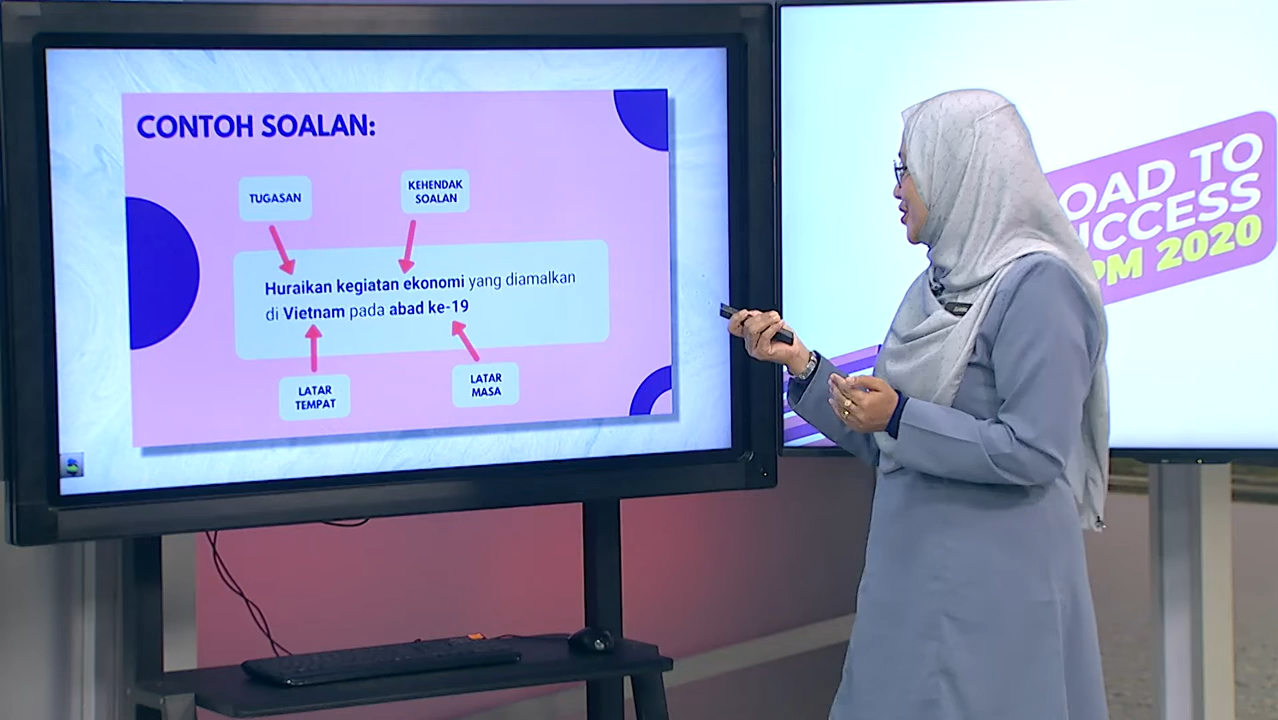 CONTOH SOALAN:
TUGASAN
KEHENDAK
SOALAN
Huraikan kegiatan ekonomi yang diamalkan
di Vietnam pada abad ke-19
LATAR
TEMPAT
LATAR
MASA
OAD TO
UCCESS
PM 2020